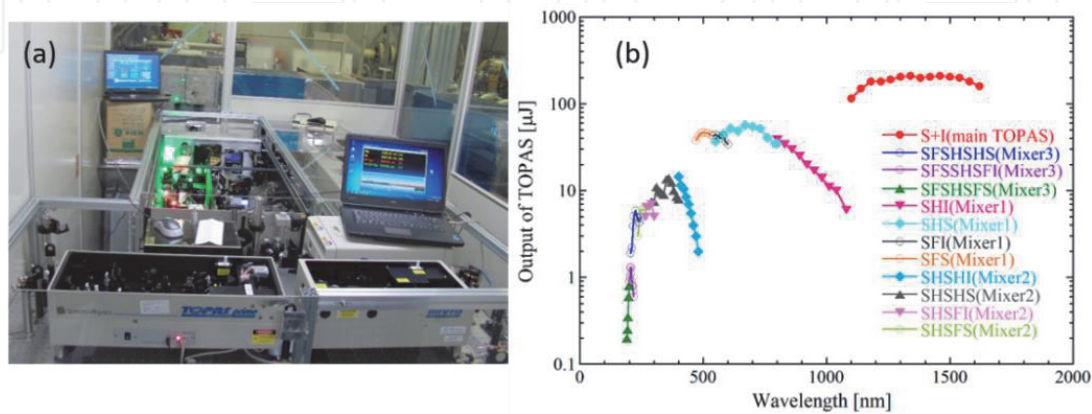 (a)
TOPAS prime
(b)
Output of TOPAS [µJ]
1000
100
10
1
0.1
0
500
1000
1500
2000
Wavelength [nm]
S+I(main TOPAS)
SFSHSHS(Mixer3)
SFSSHSFI(Mixer3)
SFSHSFS(Mixer3)
SHI(Mixer1)
SHS(Mixer1)
SFI(Mixer1)
SFS(Mixer1)
SHSHI(Mixer2)
SHSHS(Mixer2)
SHSFI(Mixer2)
SHSFS(Mixer2)